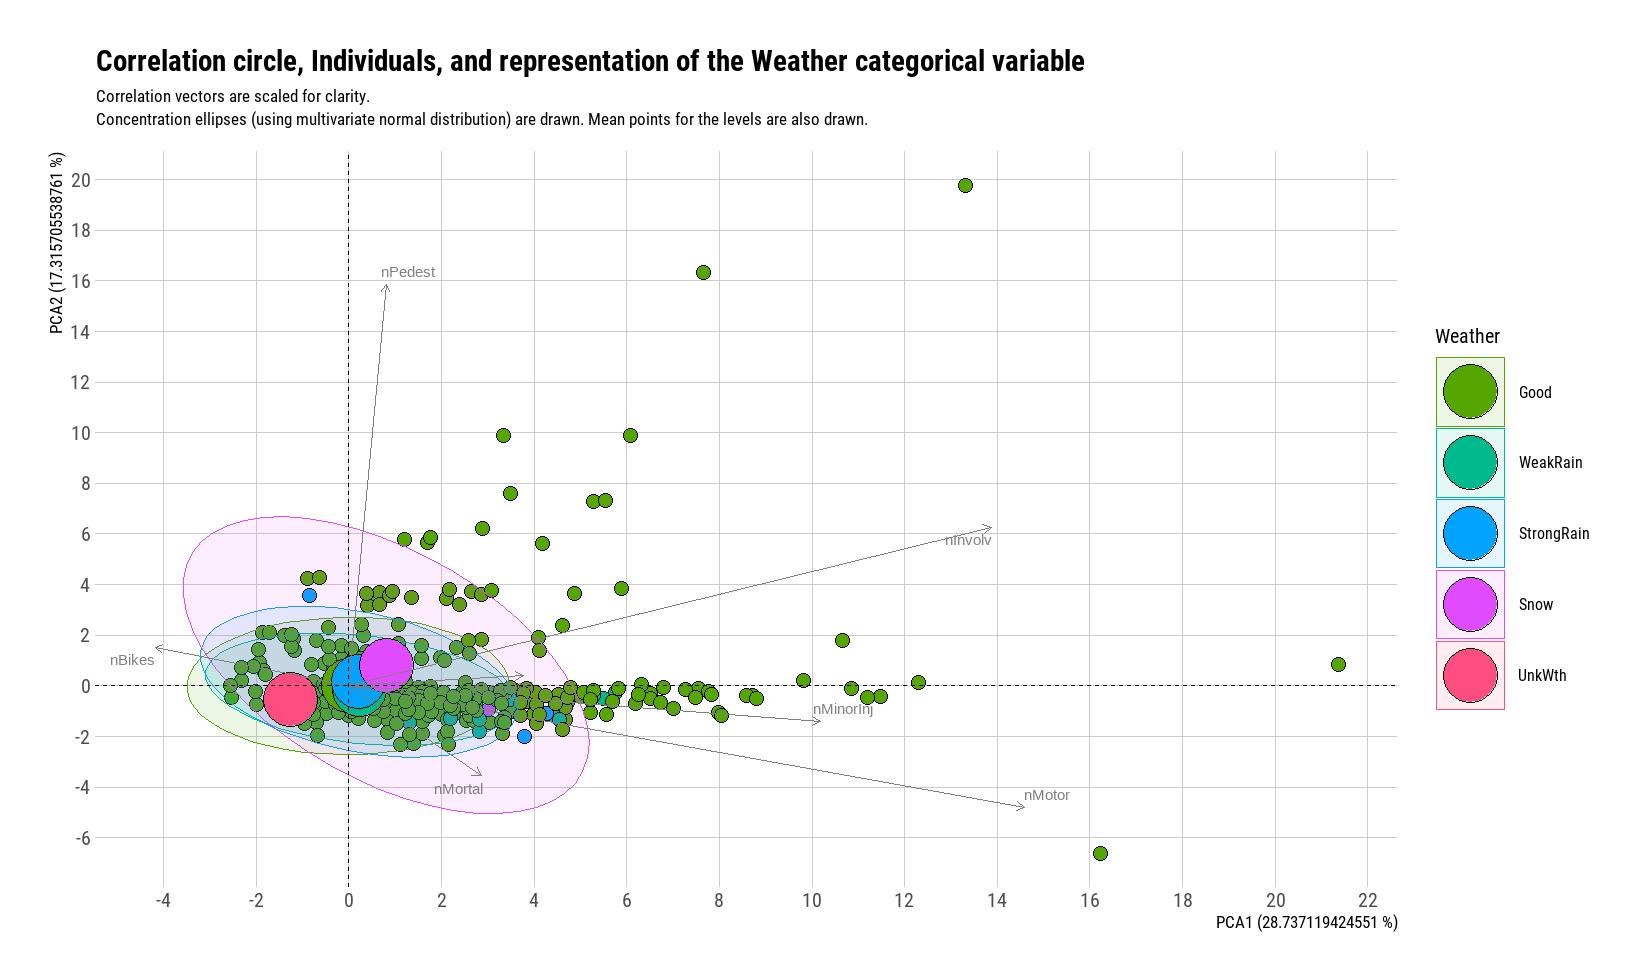 Correlation circle, Individuals, and representation of the Weather categorical variable
Correlation vectors are scaled for clarity.
Concentration ellipses (using multivariate normal distribution) are drawn. Mean points for the levels are also drawn.
PCA2 (17.3157055538761 %)
20
18
16
14
12
10
8
6
4
2
0
-2
-4
-6
nPedest
nInvolv
nBikes
nMinorInj
nMortal
nMotor
-4
-2
0
2
4
6
8
10
12
14
16
18
20
22
PCA1 (28.737119424551 %)
Weather
Good
WeakRain
StrongRain
Snow
UnkWth